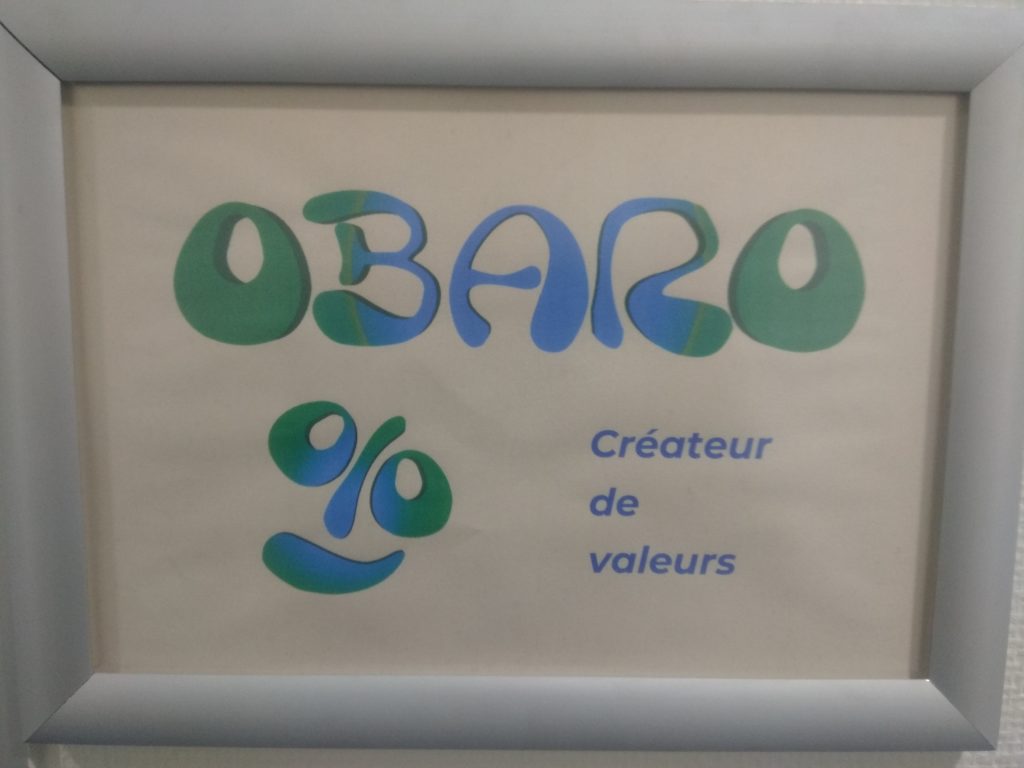 OBARO
%
Créateur
de
valeurs